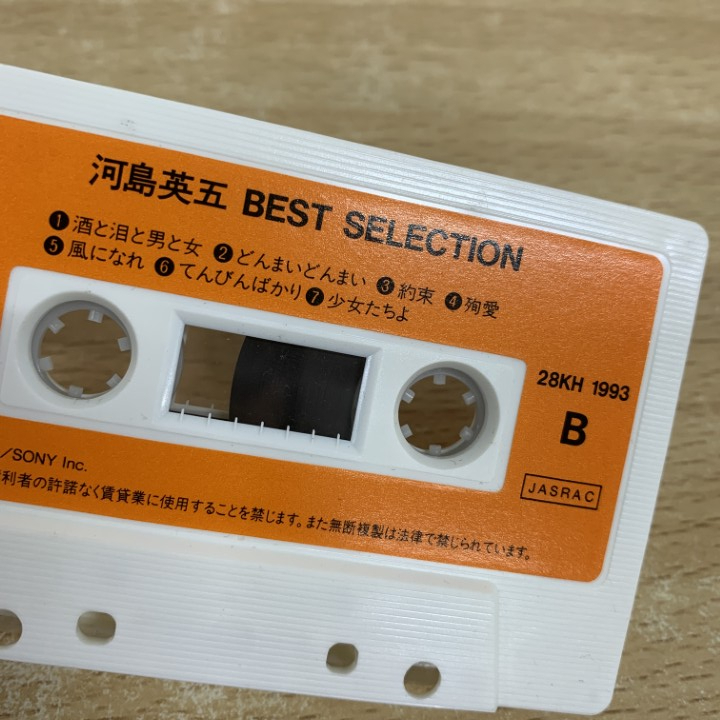 河島英五 BEST SELECTION
❶酒と泪と男と女 ❷どんまいどんまい ❸約束 ❹殉愛
❺風になれ ❻てんびんばかり ❼少女たちよ
28KH 1993
B
/SONY Inc.
利者の許諾なく賃貸業に使用することを禁じます。また無断複製は法律で禁じられています。
JASRAC